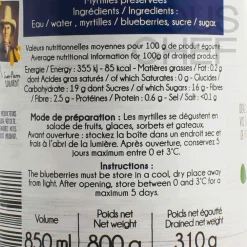 Myrtilles préservées
Ingrédients / Ingredients :
Eau / water , myrtilles / blueberries, sucre / sugar.
Valeurs nutritionnelles moyennes pour 100 g de produit égoutté
Average nutritional information for 100g of drained product
Energie / Energy : 355 kj - 85 kcal - Matières grasses / Fat : 0.2 g
dont Acides gras saturés / of which Saturates : 0 g - Glucides /
Carbohydrate : 19 g dont Sucres / of which Sugars : 16 g -
Fibres / Fibre : 2.5 g - Protéines / Protein : 0.6 g - Sel / Salt : <0.1 g
Mode de préparation : Les myrtilles se dégustent en
ensemble de fruits, glaces, sorbets et gateaux.
Avant ouverture : stockez la boîte dans un endroit sec et
frais à l'abri de la lumière. Après ouverture, conservez 5
jours maximum entre 0 et 3°C.
Instructions :
The blueberries must be store in a cool, dry place away
from light. After opening, store between 0 and 3°C for a
maximum 5 days.
Volume
Poids net
Net weight
Poids net égoutté
Drained net weight
850 ml
800 g
310 g